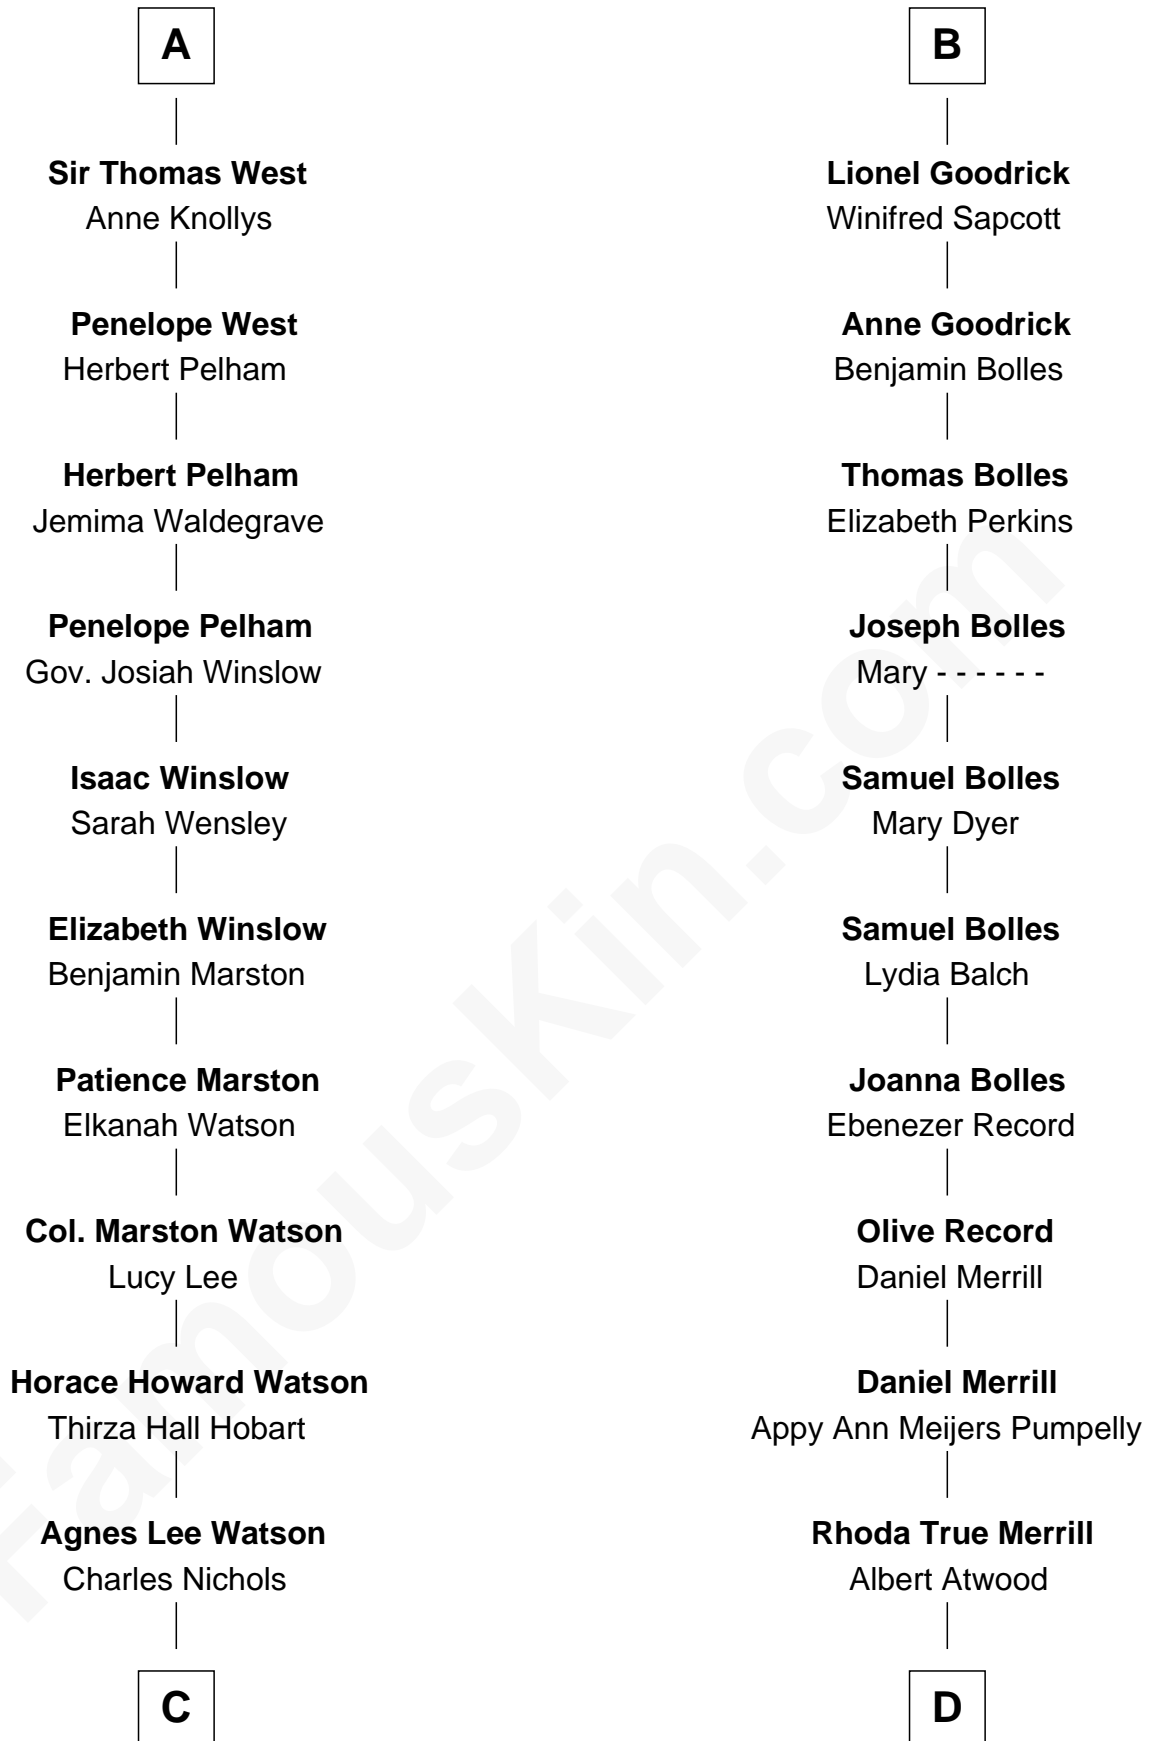 A
Sir Thomas West
Anne Knollys
Penelope West
Herbert Pelham
Herbert Pelham
Jemima Waldegrave
Penelope Pelham
Gov. Josiah Winslow
Isaac Winslow
Sarah Wensley
Elizabeth Winslow
Benjamin Marston
Patience Marston
Elkanah Watson
Col. Marston Watson
Lucy Lee
Horace Howard Watson
Thirza Hall Hobart
Agnes Lee Watson
Charles Nichols
C
B
Lionel Goodrick
Winifred Sapcott
Anne Goodrick
Benjamin Bolles
Thomas Bolles
Elizabeth Perkins
Joseph Bolles
Mary - - - - - -
Samuel Bolles
Mary Dyer
Samuel Bolles
Lydia Balch
Joanna Bolles
Ebenezer Record
Olive Record
Daniel Merrill
Daniel Merrill
Appy Ann Meijers Pumpelly
Rhoda True Merrill
Albert Atwood
D
FamousKin.com